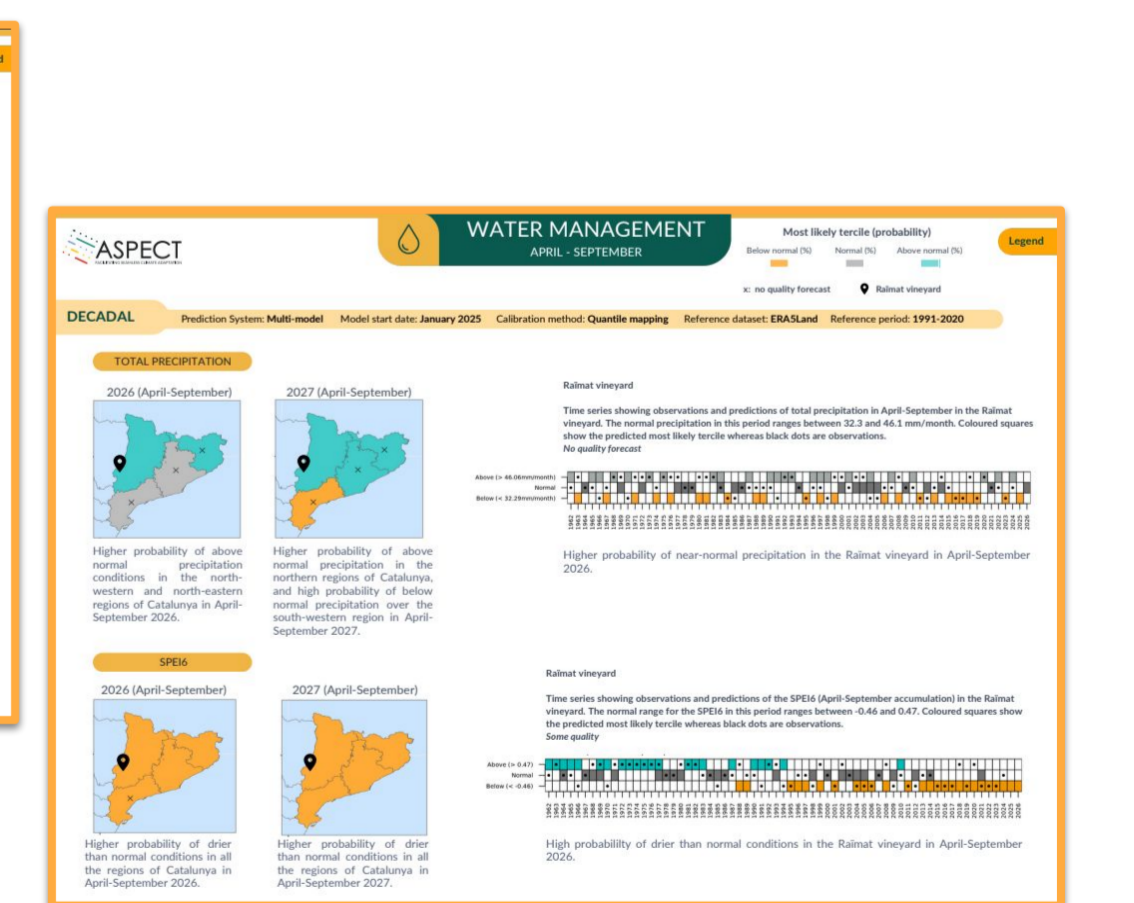 d
ASPECT
WATER MANAGEMENT
APRIL - SEPTEMBER
Most likely tercile (probability)
Below normal (%) Normal (%) Above normal (%)
x: no quality forecast Raïmat vineyard
Legend
DECADAL
Prediction System: Multi-model Model start date: January 2025 Calibration method: Quantile mapping Reference dataset: ERA5Land Reference period: 1991-2020
TOTAL PRECIPITATION
2026 (April-September)
2027 (April-September)
Higher probability of above
normal precipitation
conditions in the north-
western and north-eastern
regions of Catalunya in April-
September 2026.
Higher probability of above
normal precipitation in the
northern regions of Catalunya,
and high probability of below
normal precipitation over the
south-western region in April-
September 2027.
Raïmat vineyard
Time series showing observations and predictions of total precipitation in April-September in the Raïmat
vineyard. The normal precipitation in this period ranges between 32.3 and 46.1 mm/month. Coloured squares
show the predicted most likely tercile whereas black dots are observations.
No quality forecast
Above (> 46.06mm/month)
Normal
Below (< 32.29mm/month)
Higher probability of near-normal precipitation in the Raïmat vineyard in April-September
2026.
SPEI6
2026 (April-September)
2027 (April-September)
Higher probability of drier
than normal conditions in all
the regions of Catalunya in
April-September 2026.
Higher probability of drier
than normal conditions in all
the regions of Catalunya in
April-September 2027.
Raïmat vineyard
Time series showing observations and predictions of the SPEI6 (April-September accumulation) in the Raïmat
vineyard. The normal range for the SPEI6 in this period ranges between -0.46 and 0.47. Coloured squares show
the predicted most likely tercile whereas black dots are observations.
Some quality
Above (> 0.47)
Normal
Below (< -0.46)
High probabililty of drier than normal conditions in the Raïmat vineyard in April-September
2026.